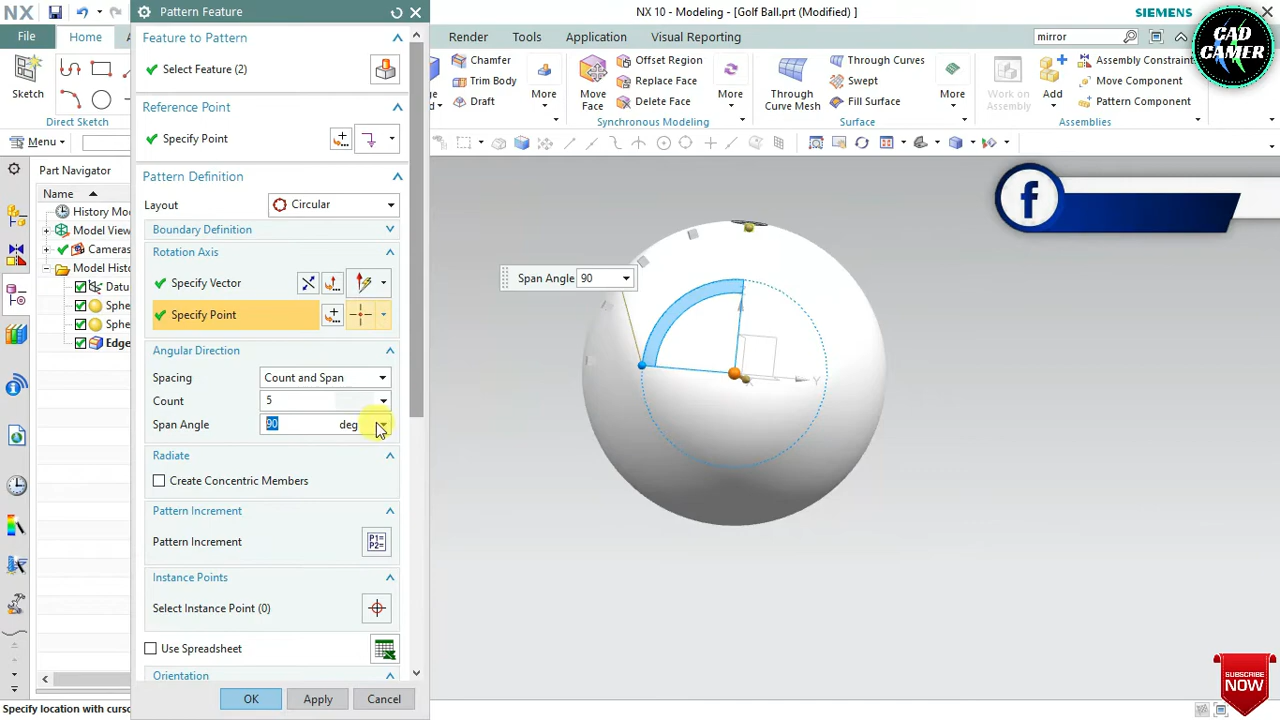 NX
Pattern Feature
NX 10 - Modeling - [Golf Ball.prt (Modified) ]
SIEMENS
File
Home
Render
Tools
Application
Visual Reporting
mirror
CAD
CAMER
Sketch
Direct Sketch
Chamfer
Trim Body
Draft
More
Move
Face
Offset Region
Replace Face
Delete Face
More
Synchronous Modeling
Through
Curve Mesh
Through Curves
Swept
Fill Surface
More
Surface
Work on
Assembly
Add
Assembly Constraint
Move Component
Pattern Component
Assemblies
Menu
Part Navigator
Name
History Mo
Model View
Cameras
Model Histo
Datu
Sphe
Sphe
Edge
Feature to Pattern
Select Feature (2)
Reference Point
Specify Point
Pattern Definition
Layout
Circular
Boundary Definition
Rotation Axis
Specify Vector
Specify Point
Angular Direction
Spacing
Count and Span
Count
5
Span Angle
90
deg
Radiate
Create Concentric Members
Pattern Increment
Pattern Increment
P1=
P2=
Instance Points
Select Instance Point (0)
Use Spreadsheet
Orientation
OK
Apply
Cancel
Span Angle 90
Y
f
SUBSCRIBE
NOW
Specify location with curso